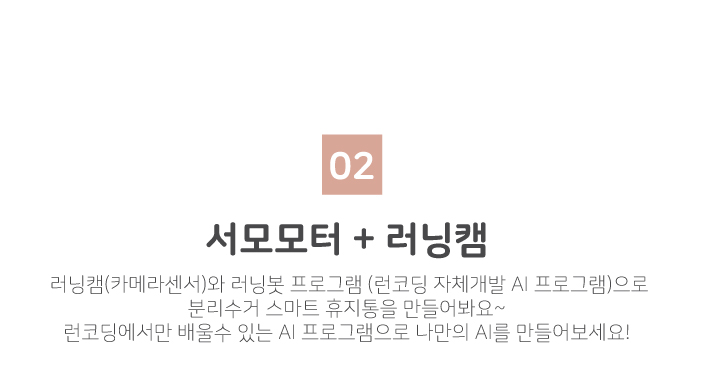 02
서모모터 + 러닝캠
러닝캠(카메라센서)와 러닝봇 프로그램 (런코딩 자체개발 AI 프로그램)으로
분리수거 스마트 휴지통을 만들어봐요~
런코딩에서만 배울수 있는 AI 프로그램으로 나만의 AI를 만들어보세요!